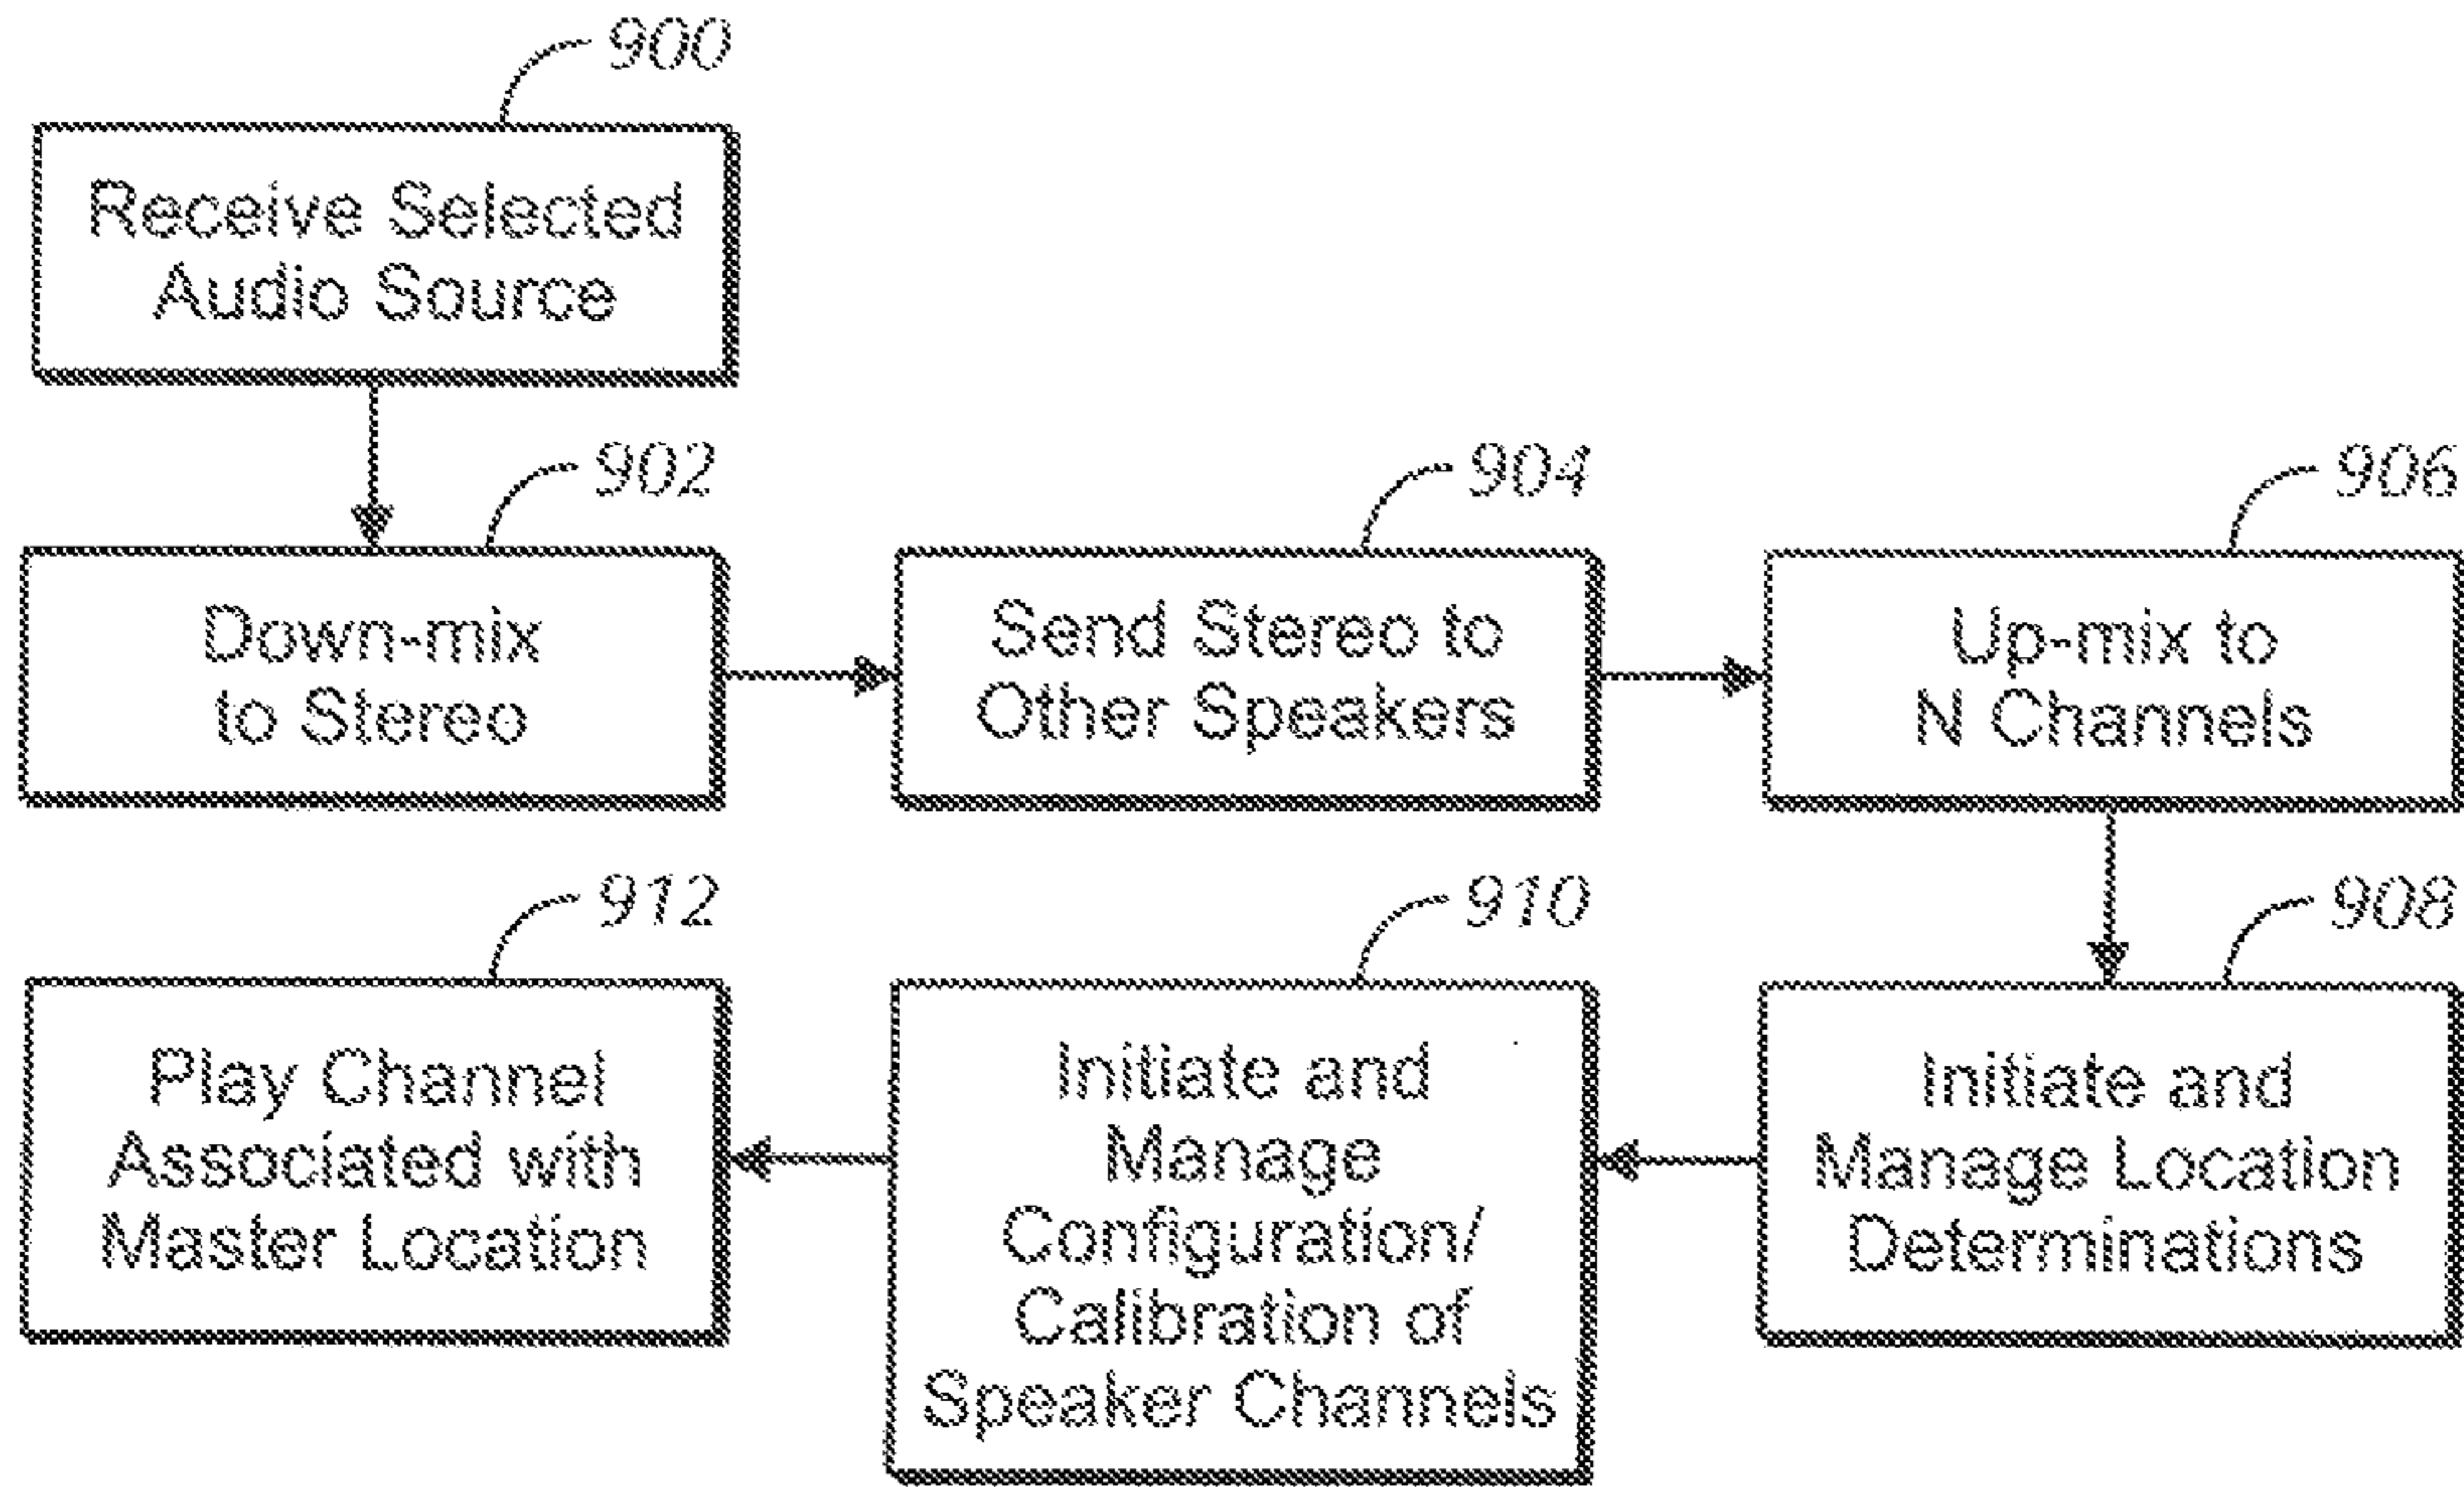 900
Receive Selected
Audio Source
902
Down-mix
to Stereo
904
Send Stereo to
Other Speakers
906
Up-mix to
N Channels
908
Initiate and
Manage Location
Determinations
910
Initiate and
Manage
Configuration/
Calibration of
Speaker Channels
912
Play Channel
Associated with
Master Location